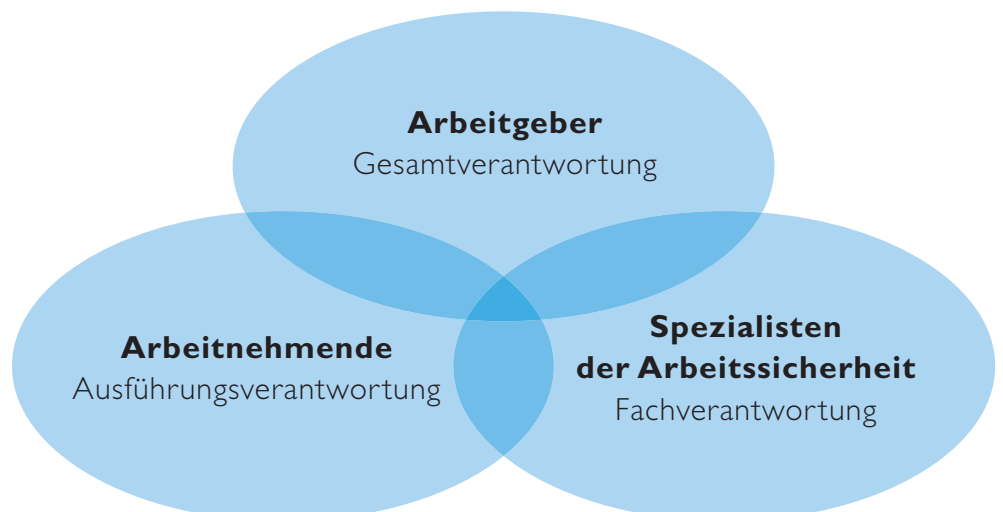 Arbeitgeber
Gesamtverantwortung
Arbeitnehmende
Ausführungsverantwortung
Spezialisten
der Arbeitssicherheit
Fachverantwortung